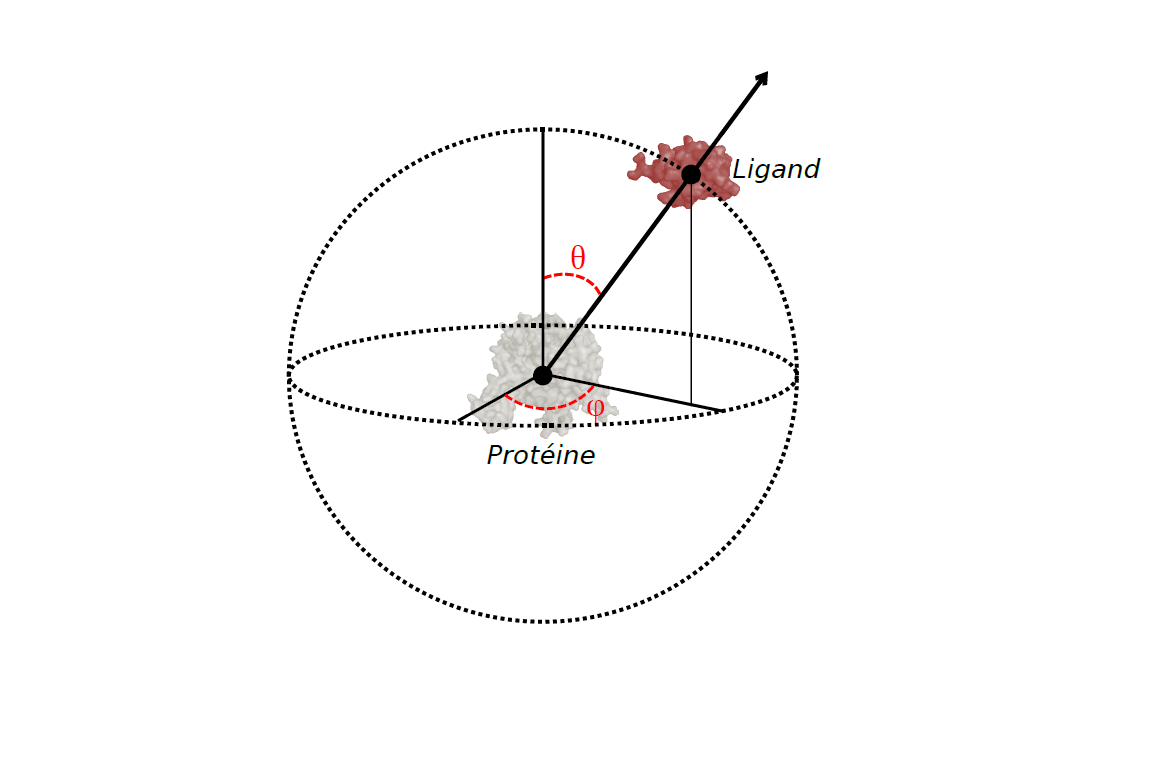 Ligand
θ
φ
Protéine